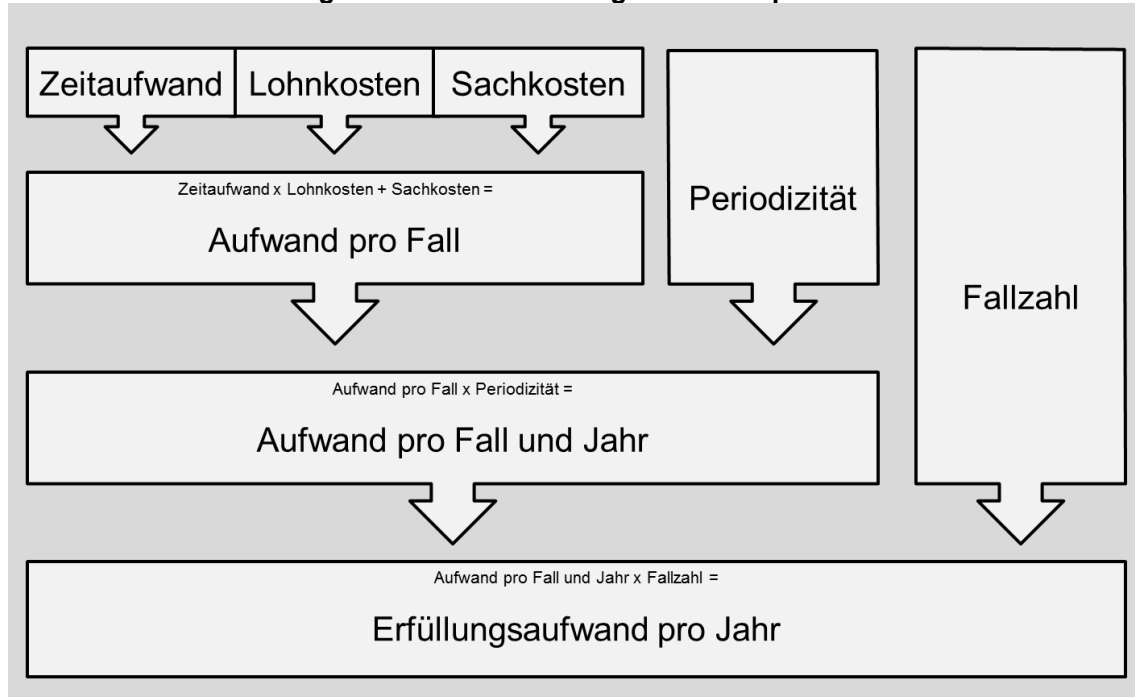 Zeitaufwand Lohnkosten Sachkosten
Zeitaufwand x Lohnkosten + Sachkosten =
Aufwand pro Fall
Periodizität
Fallzahl
Aufwand pro Fall x Periodizität =
Aufwand pro Fall und Jahr
Aufwand pro Fall und Jahr x Fallzahl =
Erfüllungsaufwand pro Jahr